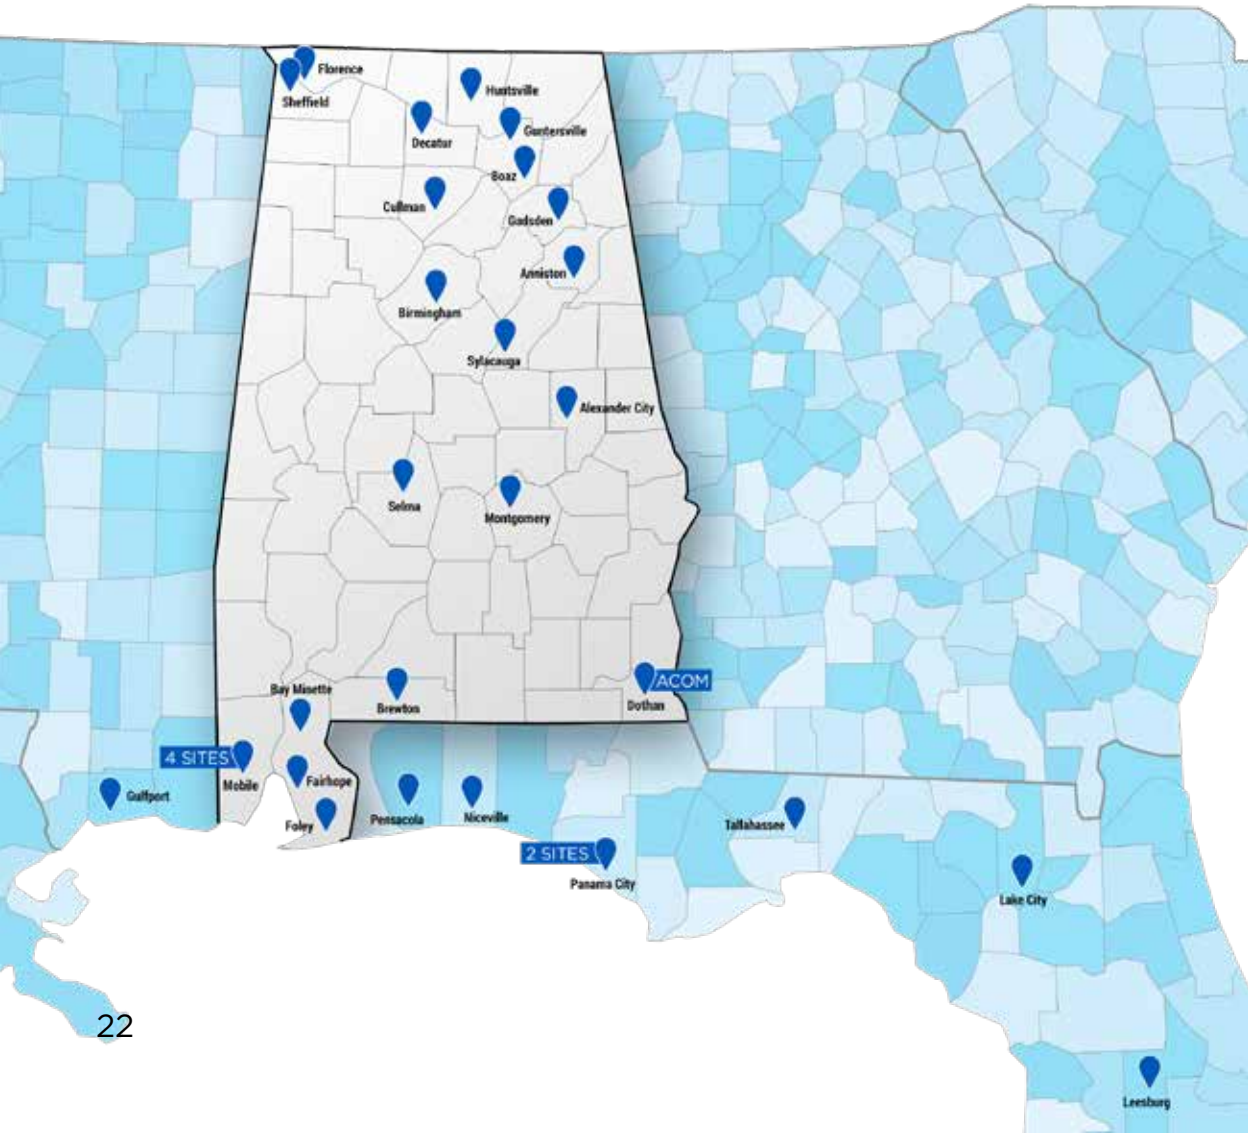 Florence
Sheffield
Huntsville
Decatur
Guntersville
Boaz
Cullman
Gadsden
Anniston
Birmingham
Sylacauga
Alexander City
Selma
Montgomery
Bay Minette
Brewton
ACOM
Dothan
4 SITES
Mobile
Fairhope
Gulfport
Foley
Pensacola
Niceville
Tallahassee
2 SITES
Panama City
Lake City
22
Leesburg